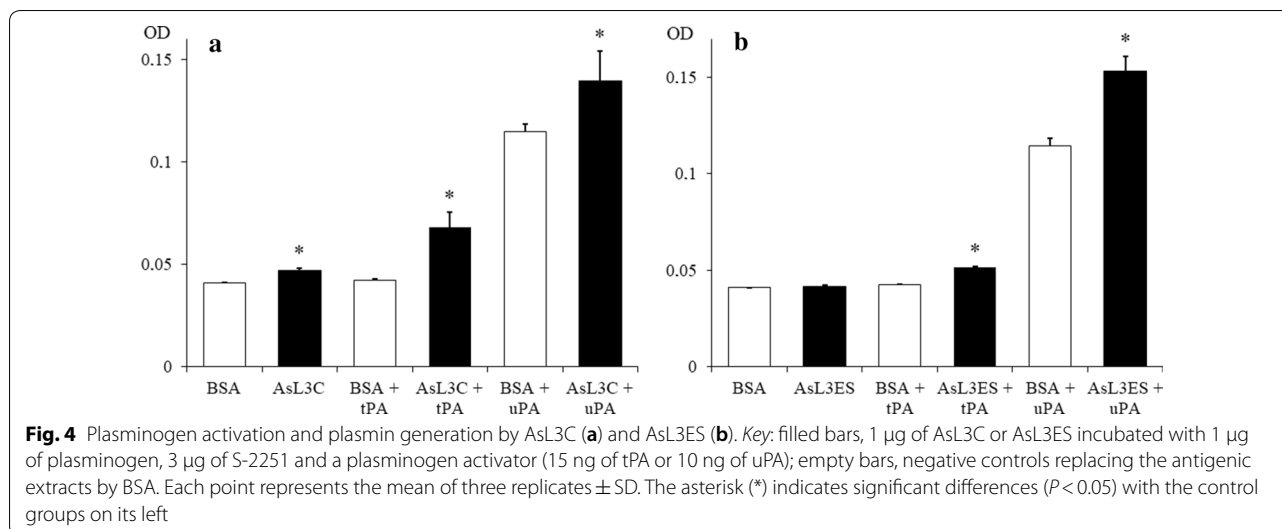 OD
a
0.15
0.1
0.05
0
*
*
*
BSA AsL3C BSA + tPA AsL3C + tPA BSA + uPA AsL3C + uPA
OD
b
0.15
0.1
0.05
0
*
*
BSA AsL3ES BSA + tPA AsL3ES + tPA BSA + uPA AsL3ES + uPA
Fig. 4 Plasminogen activation and plasmin generation by AsL3C (a) and AsL3ES (b). Key: filled bars, 1 µg of AsL3C or AsL3ES incubated with 1 µg
of plasminogen, 3 µg of S-2251 and a plasminogen activator (15 ng of tPA or 10 ng of uPA); empty bars, negative controls replacing the antigenic
extracts by BSA. Each point represents the mean of three replicates ± SD. The asterisk (*) indicates significant differences (P < 0.05) with the control
groups on its left